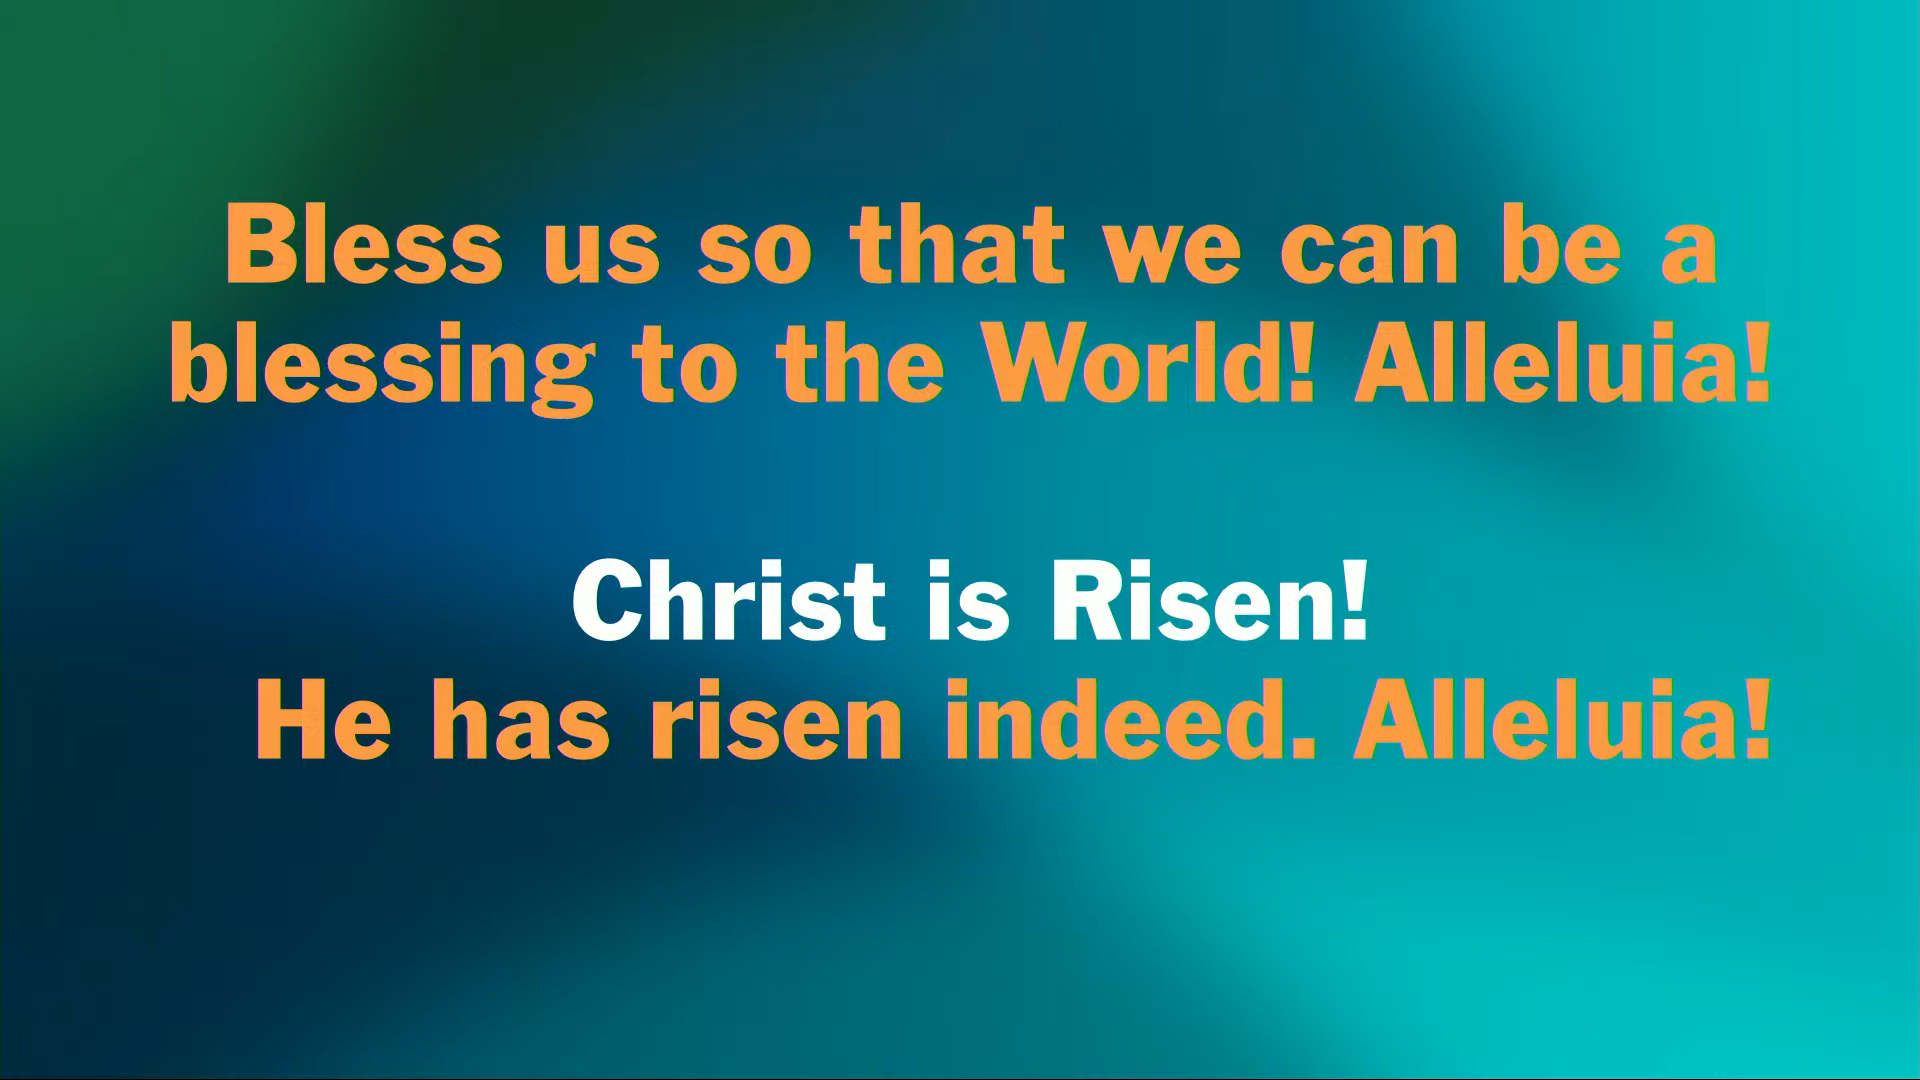 Bless us so that we can be a
blessing to the World! Alleluia!
Christ is Risen!
He has risen indeed. Alleluia!